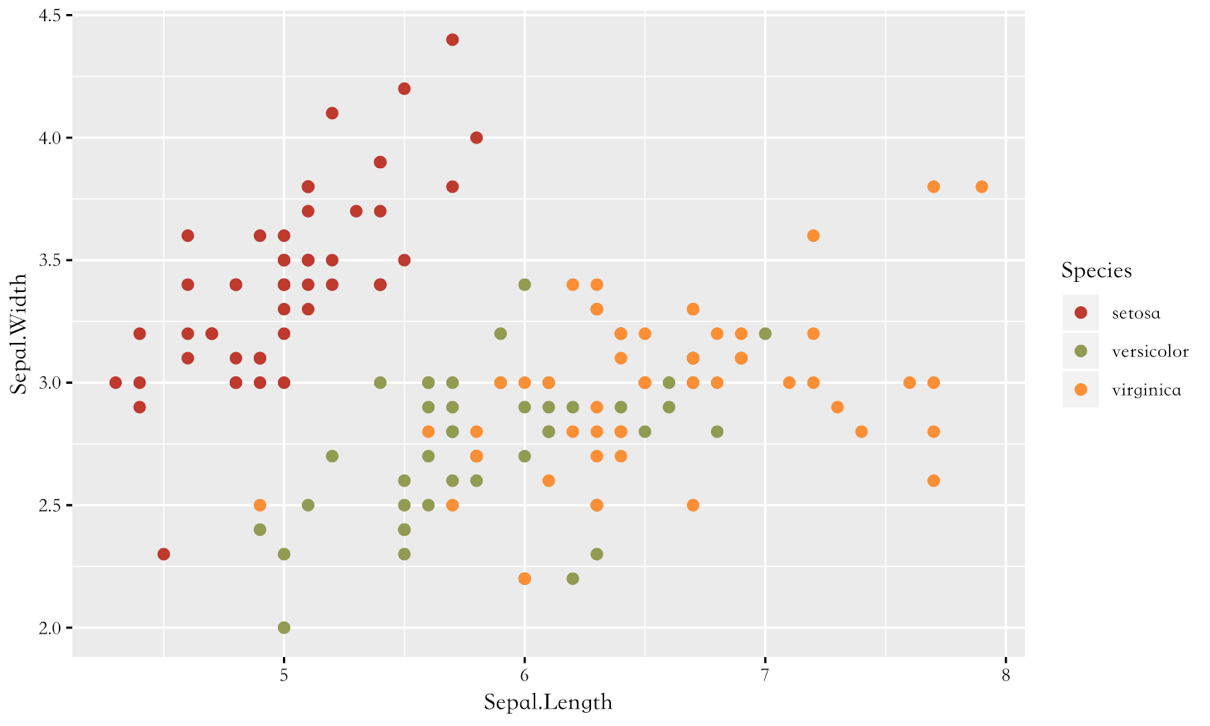 4.5
4.0
3.5
3.0
2.5
2.0
Sepal.Width
5 6 7 8
Sepal.Length
Species
setosa
versicolor
virginica